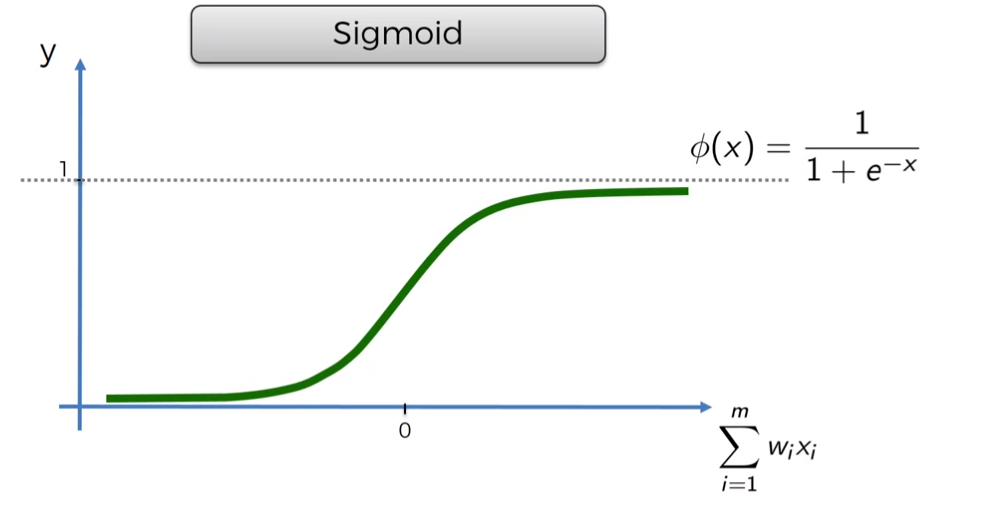 Sigmoid
y
1
ϕ(x) = 1 / (1 + e^{-x})
0
∑_{i=1}^{m} w_i x_i